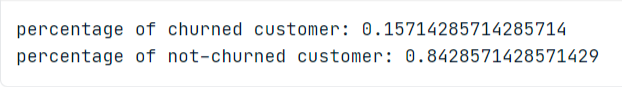 percentage of churned customer: 0.15714285714285714
percentage of not-churned customer: 0.8428571428571429